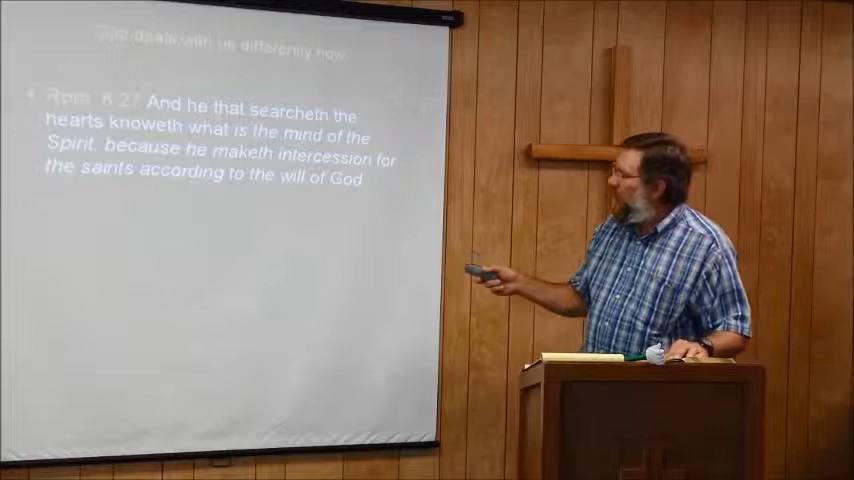 God deals with us differently now
• Rom. 8:27 And he that searcheth the
hearts knoweth what is the mind of the
Spirit, because he maketh intercession for
the saints according to the will of God